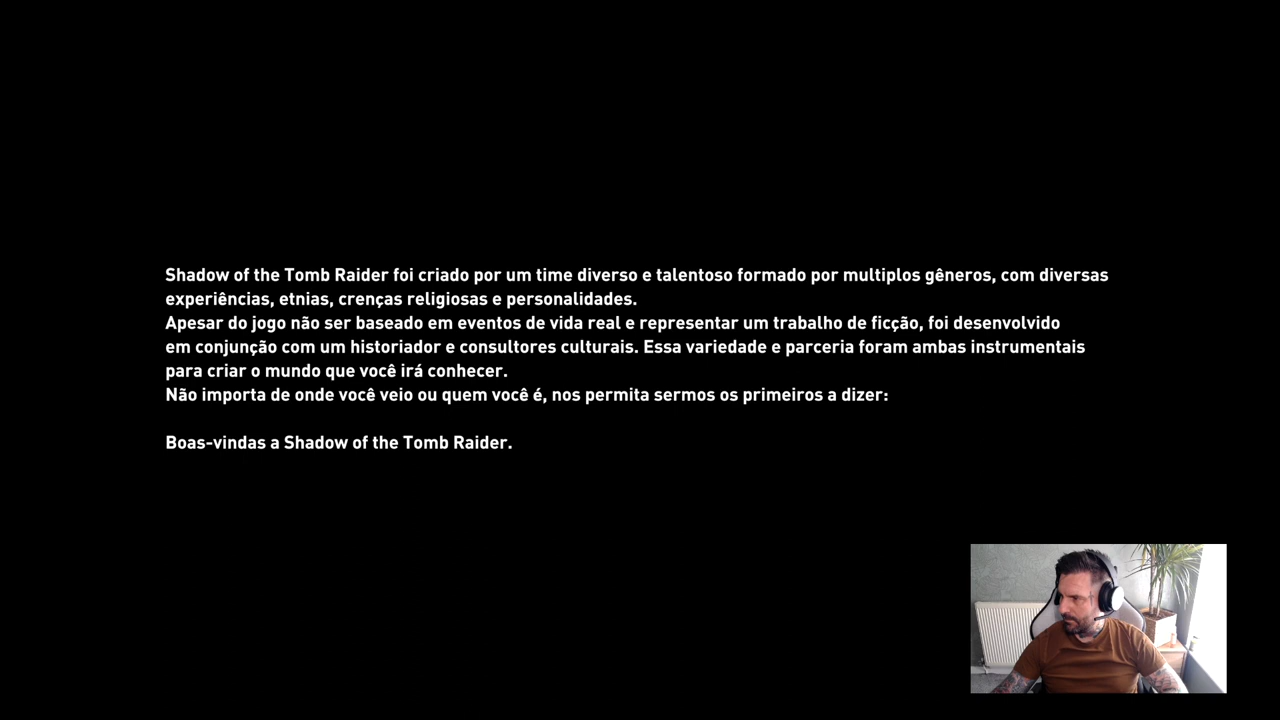 Shadow of the Tomb Raider foi criado por um time diverso e talentoso formado por multiplos gêneros, com diversas
experiências, etnias, crenças religiosas e personalidades.
Apesar do jogo não ser baseado em eventos de vida real e representar um trabalho de ficção, foi desenvolvido
em conjunção com um historiador e consultores culturais. Essa variedade e parceria foram ambas instrumentais
para criar o mundo que você irá conhecer.
Não importa de onde você veio ou quem você é, nos permita sermos os primeiros a dizer:
Boas-vindas a Shadow of the Tomb Raider.